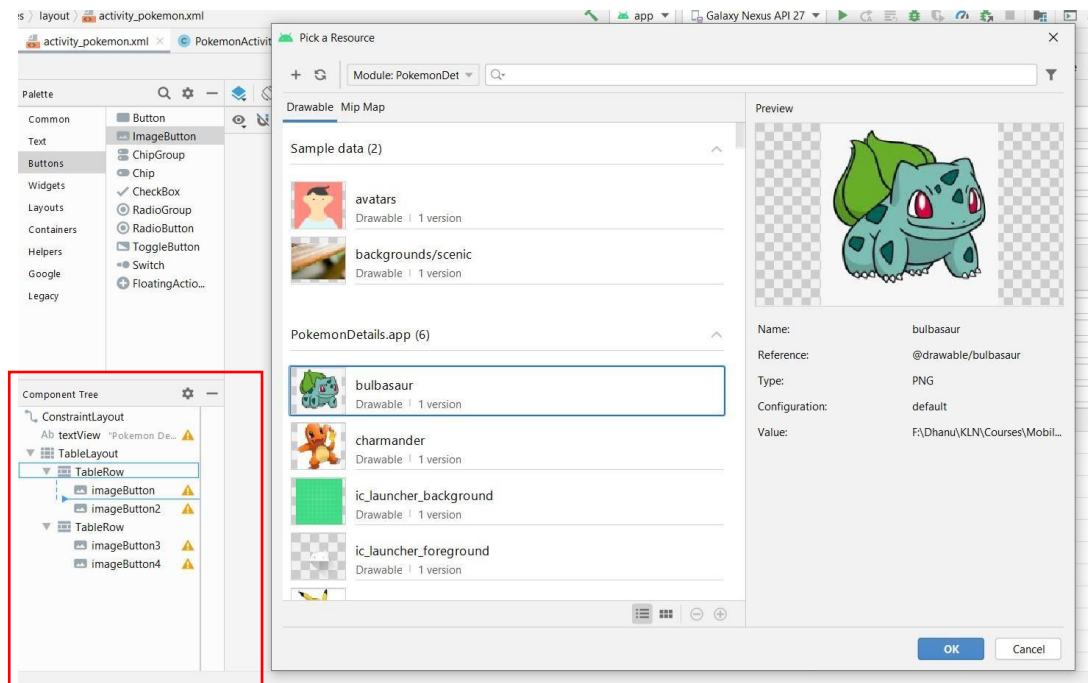 es > layout > activity_pokemon.xml
app
Galaxy Nexus API 27
activity_pokemon.xml
PokemonActivit
Palette
Common
Text
Buttons
Widgets
Layouts
Containers
Helpers
Google
Legacy
Button
ImageButton
ChipGroup
Chip
CheckBox
RadioGroup
RadioButton
ToggleButton
Switch
FloatingActio...
Component Tree
ConstraintLayout
Ab textView "Pokemon De...
TableLayout
TableRow
imageButton
imageButton2
TableRow
imageButton3
imageButton4
Pick a Resource
Module: PokemonDet
Drawable Mip Map
Sample data (2)
avatars
Drawable | 1 version
backgrounds/scenic
Drawable | 1 version
PokemonDetails.app (6)
bulbasaur
Drawable | 1 version
charmander
Drawable | 1 version
ic_launcher_background
Drawable | 1 version
ic_launcher_foreground
Drawable | 1 version
Preview
Name: bulbasaur
Reference: @drawable/bulbasaur
Type: PNG
Configuration: default
Value: F:\Dhanu\KLN\Courses\Mobil...
OK Cancel